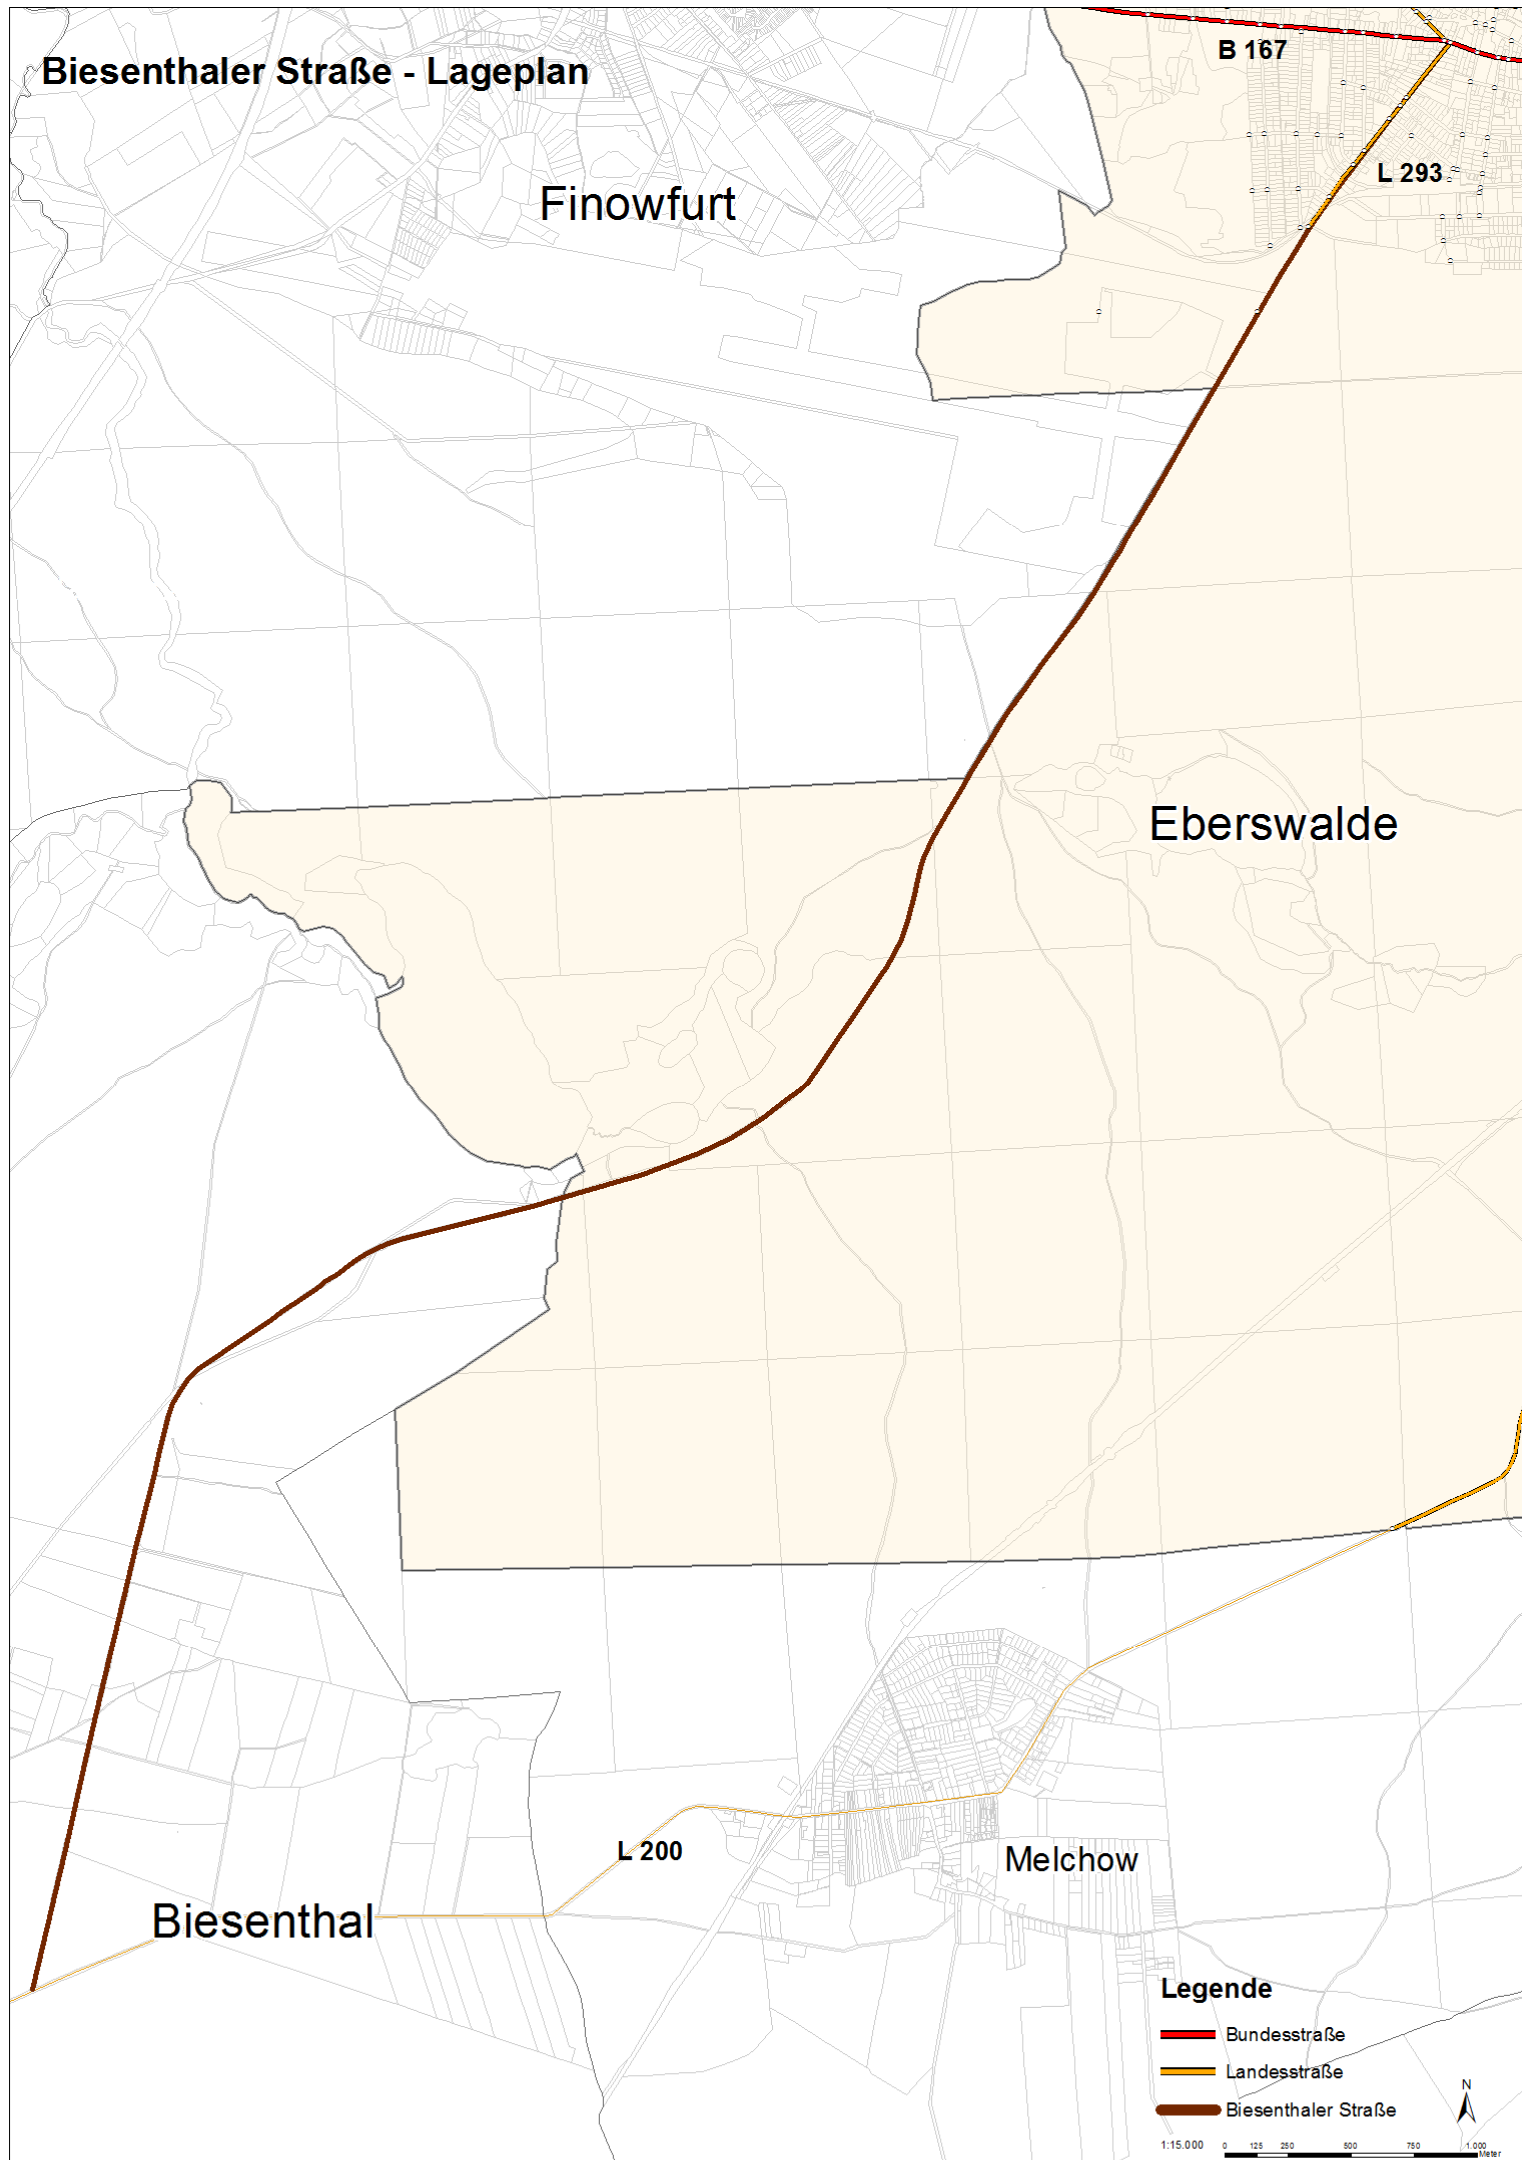 Biesenthaler Straße - Lageplan
B 167
L 293
Finowfurt
Eberswalde
L 200
Melchow
Biesenthal
Legende
Bundesstraße
Landesstraße
Biesenthaler Straße
N
1:15.000
0 125 250 500 750 1.000
Meter